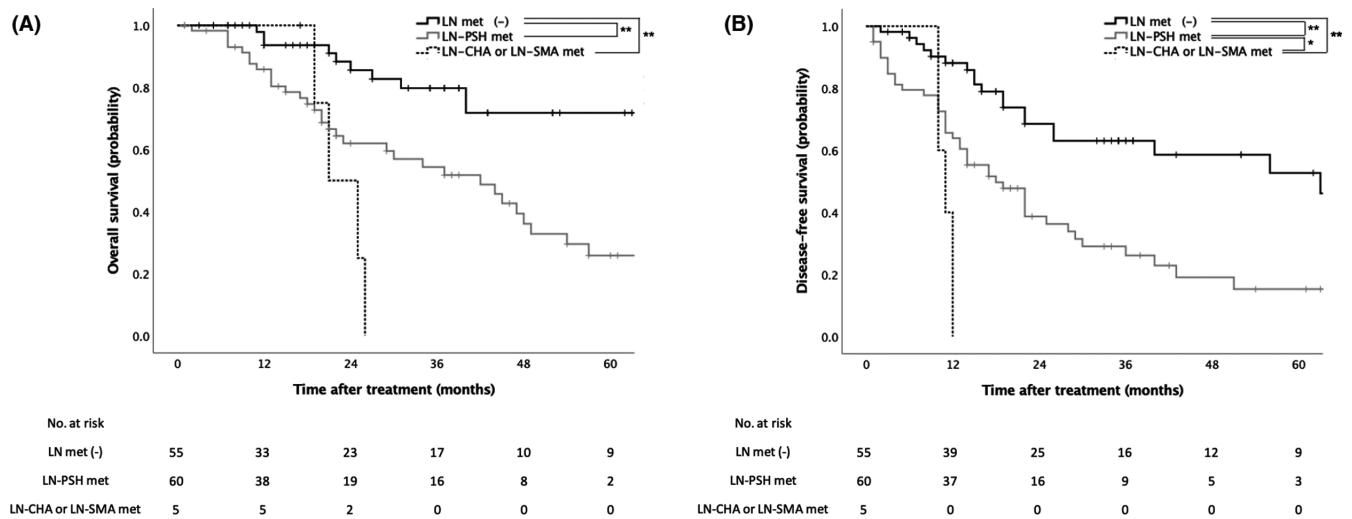 (A)
LN met (-)
LN-PSH met
LN-CHA or LN-SMA met
**
**
Overall survival (probability)
1.0
0.8
0.6
0.4
0.2
0.0
0 12 24 36 48 60
Time after treatment (months)
No. at risk
LN met (-) 55 33 23 17 10 9
LN-PSH met 60 38 19 16 8 2
LN-CHA or LN-SMA met 5 5 2 0 0 0
(B)
LN met (-)
LN-PSH met
LN-CHA or LN-SMA met
**
*
**
Disease-free survival (probability)
1.0
0.8
0.6
0.4
0.2
0.0
0 12 24 36 48 60
Time after treatment (months)
No. at risk
LN met (-) 55 39 25 16 12 9
LN-PSH met 60 37 16 9 5 3
LN-CHA or LN-SMA met 5 0 0 0 0 0